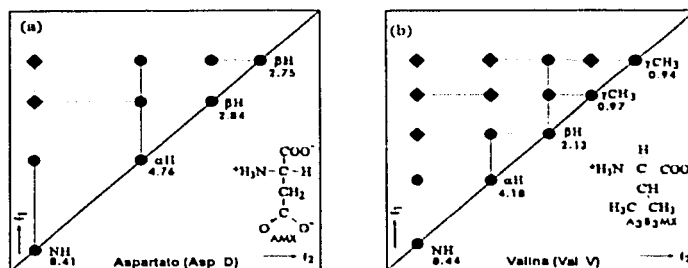 (a)
βH
2.75
βH
2.84
αH
4.76
NH
8.41
COO⁻
⁺H₃N
C
H
CH₂
C
O
O⁻
AMX
f₁
Aspartato (Asp D)
f₂
(b)
γCH₃
0.94
γCH₃
0.97
βH
2.13
αH
4.18
NH
8.44
H
⁺H₃N
C
COO
CH
H₃C CH₃
A₃B₃MX
f₁
Valina (Val V)
f₂